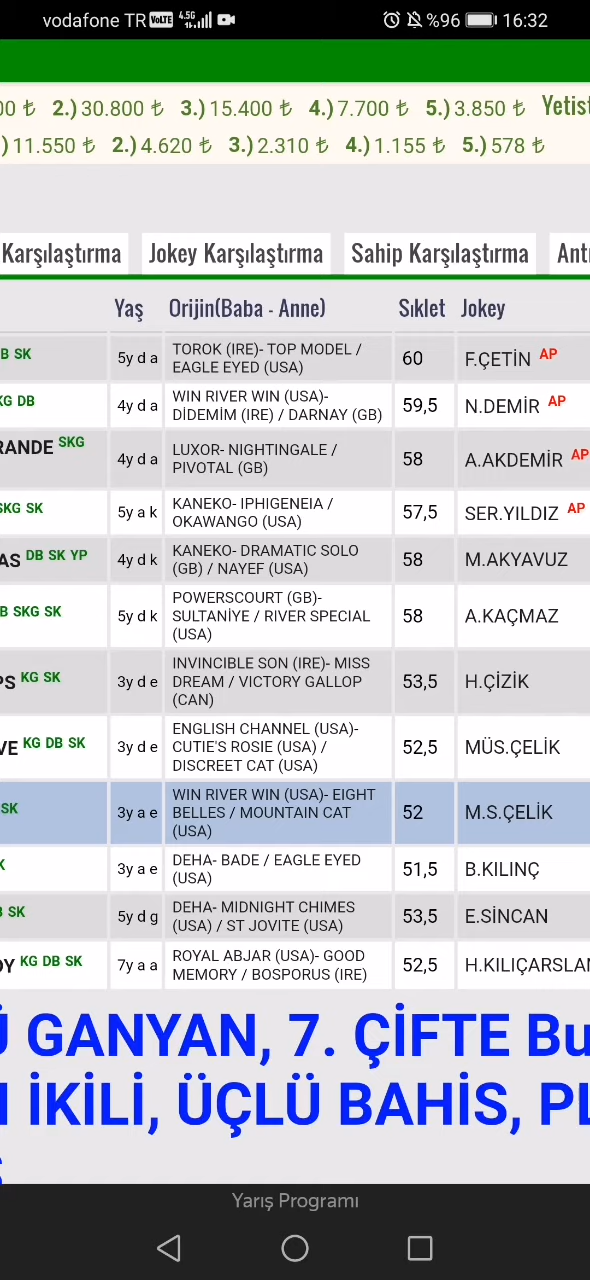 vodafone TR VoLTE 4.5G %96 16:32
00 ₺ 2.) 30.800 ₺ 3.) 15.400 ₺ 4.) 7.700 ₺ 5.) 3.850 ₺ Yetişt
) 11.550 ₺ 2.) 4.620 ₺ 3.) 2.310 ₺ 4.) 1.155 ₺ 5.) 578 ₺
Karşılaştırma Jokey Karşılaştırma Sahip Karşılaştırma Ant
Yaş Orijin(Baba - Anne) Sıklet Jokey
B SK 5y d a TOROK (IRE)- TOP MODEL / 60 F.ÇETİN AP
EAGLE EYED (USA)
KG DB 4y d a WIN RIVER WIN (USA)- 59,5 N.DEMİR AP
DİDEMİM (IRE) / DARNAY (GB)
RANDE SKG 4y d a LUXOR- NIGHTINGALE / 58 A.AKDEMİR AP
PIVOTAL (GB)
SKG SK 5y a k KANEKO- IPHIGENEIA / 57,5 SER.YILDIZ AP
OKAWANGO (USA)
AS DB SK YP 4y d k KANEKO- DRAMATIC SOLO 58 M.AKYAVUZ
(GB) / NAYEF (USA)
B SKG SK 5y d k POWERSCOURT (GB)- 58 A.KAÇMAZ
SULTANİYE / RIVER SPECIAL
(USA)
PS KG SK 3y d e INVINCIBLE SON (IRE)- MISS 53,5 H.ÇİZİK
DREAM / VICTORY GALLOP
(CAN)
VE KG DB SK 3y d e ENGLISH CHANNEL (USA)- 52,5 MÜS.ÇELİK
CUTIE'S ROSIE (USA) /
DISCREET CAT (USA)
SK 3y a e WIN RIVER WIN (USA)- EIGHT 52 M.S.ÇELİK
BELLES / MOUNTAIN CAT
(USA)
K 3y a e DEHA- BADE / EAGLE EYED 51,5 B.KILINÇ
(USA)
B SK 5y d g DEHA- MIDNIGHT CHIMES 53,5 E.SİNCAN
(USA) / ST JOVITE (USA)
OY KG DB SK 7y a a ROYAL ABJAR (USA)- GOOD 52,5 H.KILIÇARSLAN
MEMORY / BOSPORUS (IRE)
Ü GANYAN, 7. ÇİFTE Bu
İKİLİ, ÜÇLÜ BAHİS, PL
Yarış Programı